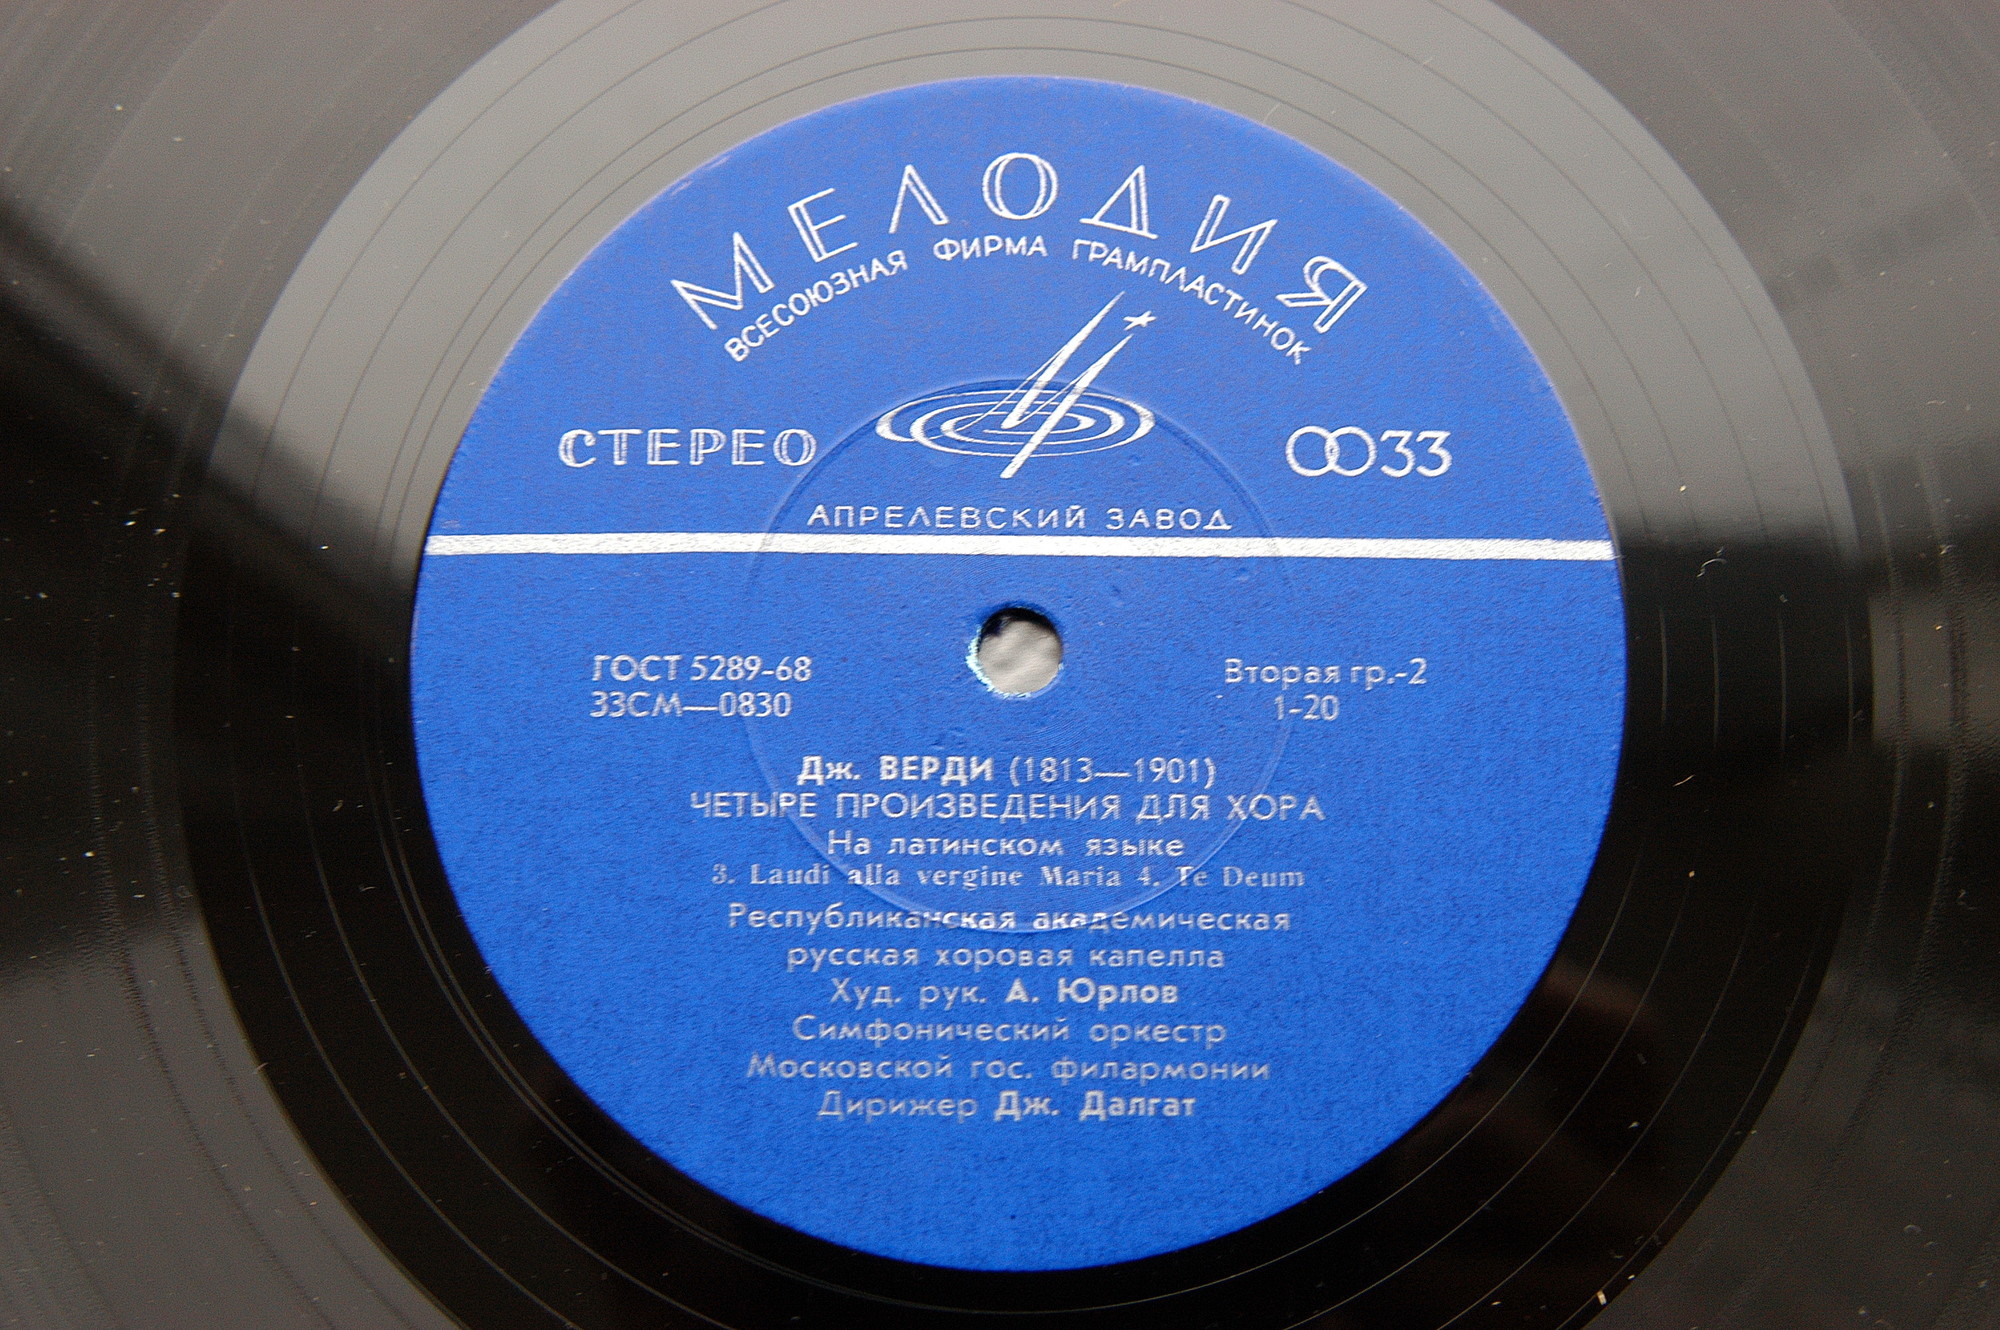 МЕЛОДИЯ
ВСЕСОЮЗНАЯ ФИРМА ГРАМПЛАСТИНОК
СТЕРЕО
33
АПРЕЛЕВСКИЙ ЗАВОД
ГОСТ 5289-68
33СМ—0830
Вторая гр.-2
1-20
Дж. ВЕРДИ (1813—1901)
ЧЕТЫРЕ ПРОИЗВЕДЕНИЯ ДЛЯ ХОРА
На латинском языке
3. Laudi alla vergine Maria 4. Te Deum
Республиканская академическая
русская хоровая капелла
Худ. рук. А. Юрлов
Симфонический оркестр
Московской гос. филармонии
Дирижер Дж. Далгат